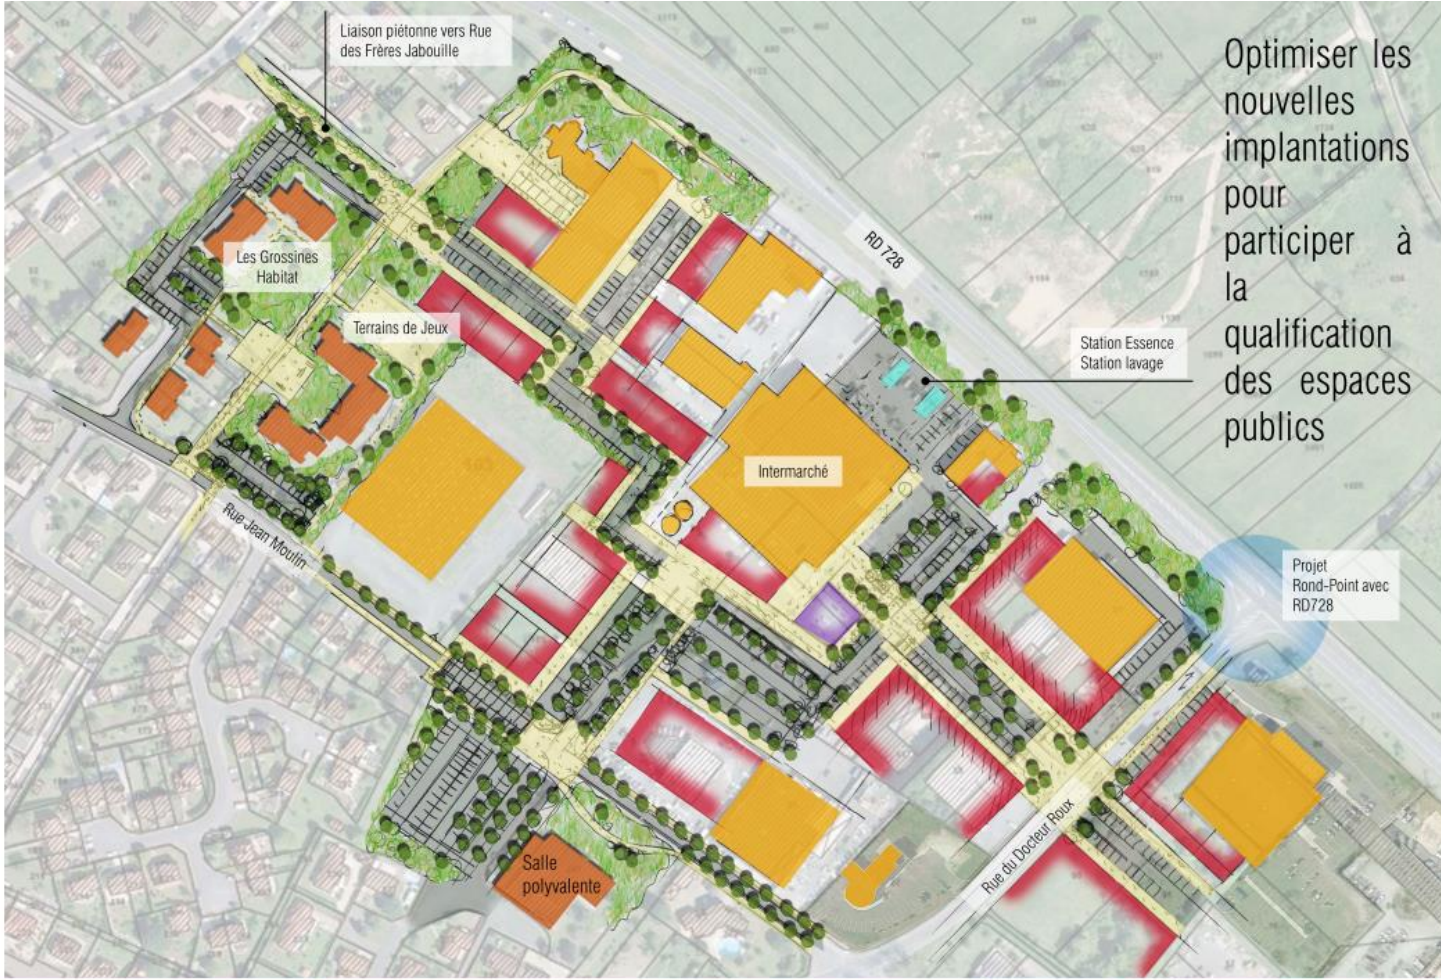 Liaison piétonne vers Rue
des Frères Jabouille
Optimiser les
nouvelles
implantations
pour
participer à
la
qualification
des espaces
publics
RD 728
Les Grossines
Habitat
Terrains de Jeux
Station Essence
Station lavage
Intermarché
Rue Jean Moulin
Projet
Rond-Point avec
RD728
Rue du Docteur Roux
Salle
polyvalente